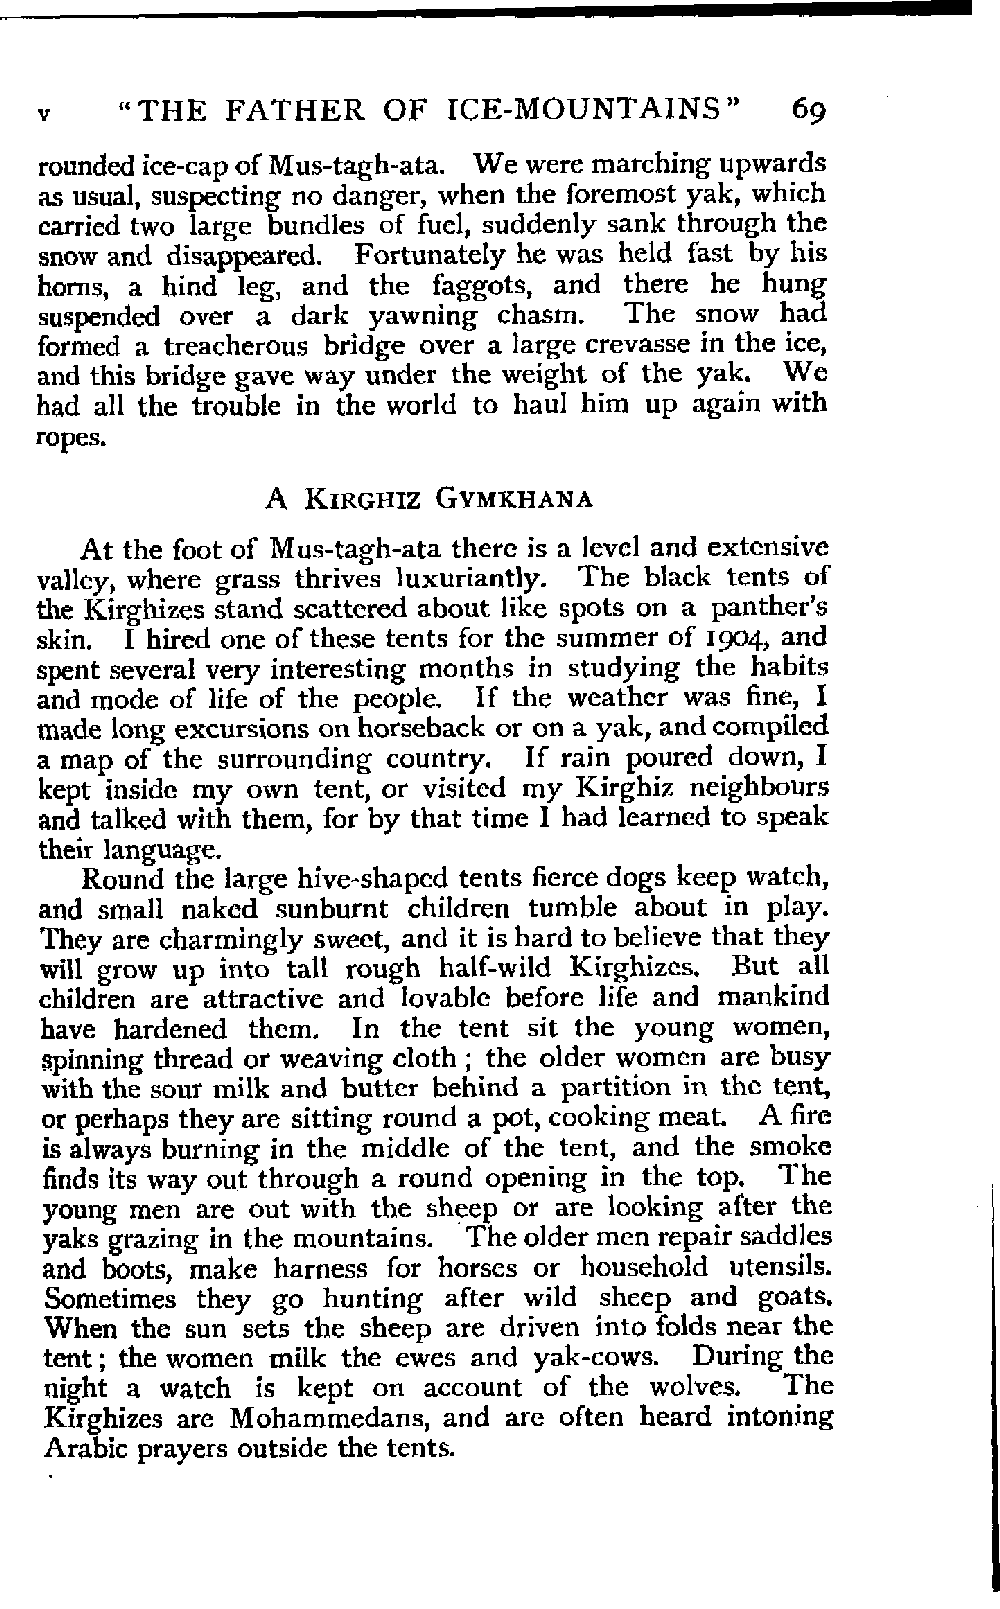 v "THE FATHER OF ICE-MOUNTAINS" 69
rounded ice-cap of Mus-tagh-ata. We were marching upwards
as usual, suspecting no danger, when the foremost yak, which
carried two large bundles of fuel, suddenly sank through the
snow and disappeared. Fortunately he was held fast by his
horns, a hind leg, and the faggots, and there he hung
suspended over a dark yawning chasm. The snow had
formed a treacherous bridge over a large crevasse in the ice,
and this bridge gave way under the weight of the yak. We
had all the trouble in the world to haul him up again with
ropes.
A KIRGHIZ GYMKHANA
At the foot of Mus-tagh-ata there is a level and extensive
valley, where grass thrives luxuriantly. The black tents of
the Kirghizes stand scattered about like spots on a panther's
skin. I hired one of these tents for the summer of 1904, and
spent several very interesting months in studying the habits
and mode of life of the people. If the weather was fine, I
made long excursions on horseback or on a yak, and compiled
a map of the surrounding country. If rain poured down, I
kept inside my own tent, or visited my Kirghiz neighbours
and talked with them, for by that time I had learned to speak
their language.
Round the large hive-shaped tents fierce dogs keep watch,
and small naked sunburnt children tumble about in play.
They are charmingly sweet, and it is hard to believe that they
will grow up into tall rough half-wild Kirghizes. But all
children are attractive and lovable before life and mankind
have hardened them. In the tent sit the young women,
spinning thread or weaving cloth; the older women are busy
with the sour milk and butter behind a partition in the tent,
or perhaps they are sitting round a pot, cooking meat. A fire
is always burning in the middle of the tent, and the smoke
finds its way out through a round opening in the top. The
young men are out with the sheep or are looking after the
yaks grazing in the mountains. The older men repair saddles
and boots, make harness for horses or household utensils.
Sometimes they go hunting after wild sheep and goats.
When the sun sets the sheep are driven into folds near the
tent; the women milk the ewes and yak-cows. During the
night a watch is kept on account of the wolves. The
Kirghizes are Mohammedans, and are often heard intoning
Arabic prayers outside the tents.